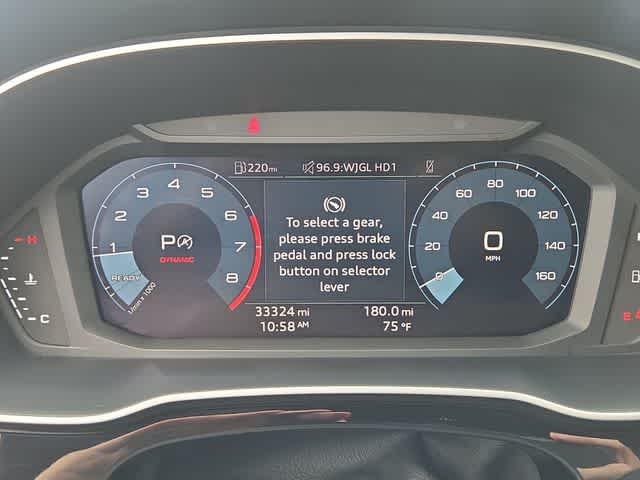 220 mi
96.9:WJGL HD1
1
2
3
4
5
6
7
8
READY
1/min x 1000
P
DYNAMIC
To select a gear,
please press brake
pedal and press lock
button on selector
lever
0
20
40
60
80
100
120
140
160
0
MPH
33324 mi
180.0 mi
10:58 AM
75 °F
H
C
E